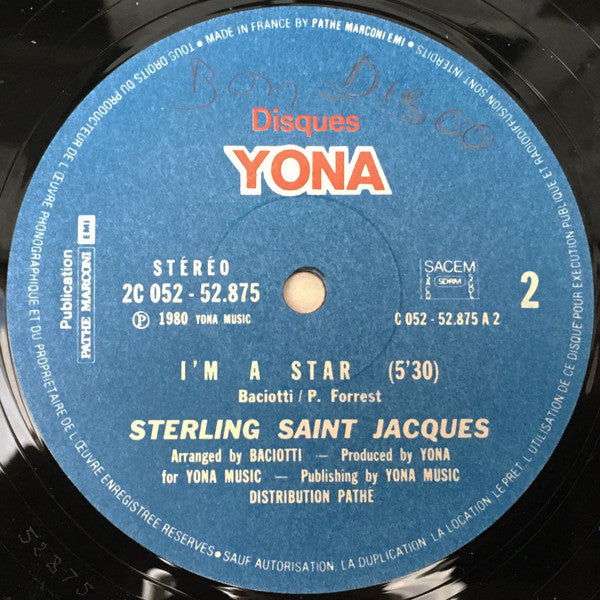 TOUS DROITS DU PRODUCTEUR DE L'ŒUVRE PHONOGRAPHIQUE ET DU PROPRIETAIRE DE L'ŒUVRE ENREGISTREE RESERVES • SAUF AUTORISATION, LA DUPLICATION, LA LOCATION, LE PRET, L'UTILISATION DE CE DISQUE POUR EXECUTION PUBLIQUE ET RADIODIFFUSION SONT INTERDITS • MADE IN FRANCE BY PATHE MARCONI EMI •
Bon Disco
Disques
YONA
Publication
PATHE MARCONI EMI
STÉRÉO
2C 052 - 52.875
Ⓟ 1980 YONA MUSIC
SACEM
SDRM
2
C 052 - 52.875 A 2
I'M A STAR (5'30)
Baciotti / P. Forrest
STERLING SAINT JACQUES
Arranged by BACIOTTI — Produced by YONA
for YONA MUSIC — Publishing by YONA MUSIC
DISTRIBUTION PATHE
52875